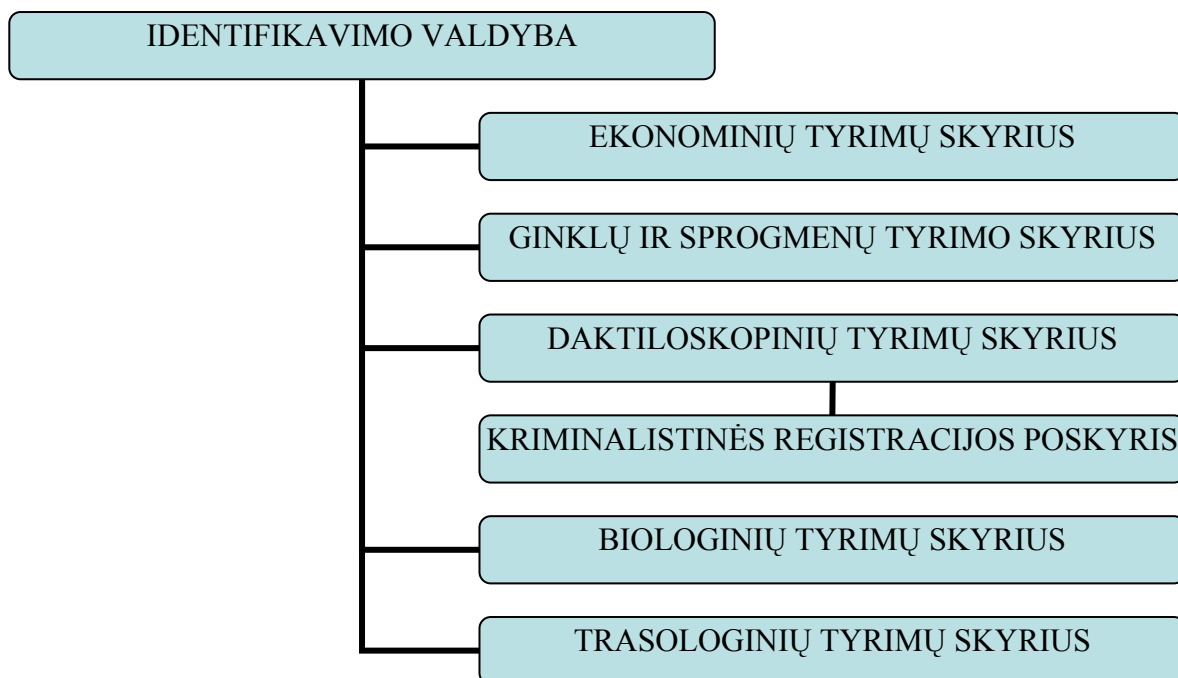 IDENTIFIKAVIMO VALDYBA
EKONOMINIŲ TYRIMŲ SKYRIUS
GINKLŲ IR SPROGMENŲ TYRIMO SKYRIUS
DAKTILOSKOPINIŲ TYRIMŲ SKYRIUS
KRIMINALISTINĖS REGISTRACIJOS POSKYRIS
BIOLOGINIŲ TYRIMŲ SKYRIUS
TRASOLOGINIŲ TYRIMŲ SKYRIUS